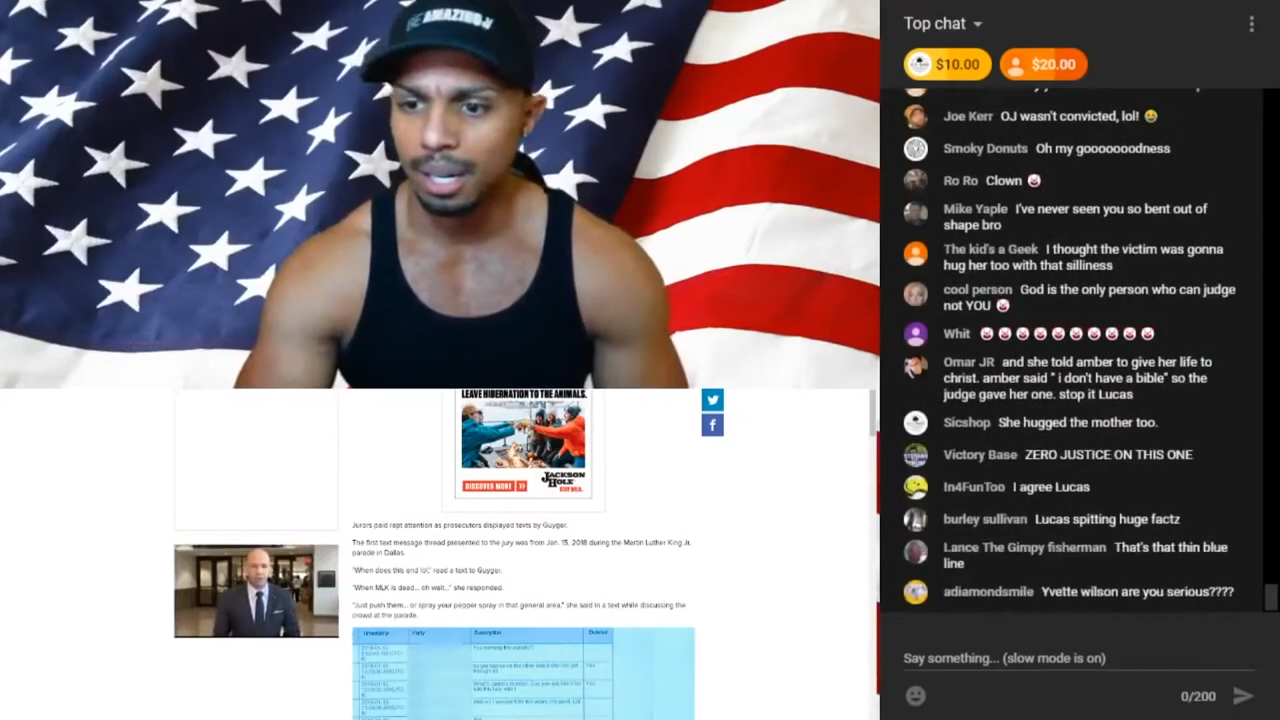 THE AMAZING
Top chat
$10.00
$20.00
Joe Kerr OJ wasn't convicted, lol! 😂
Smoky Donuts Oh my gooooooodness
Ro Ro Clown 🤡
Mike Yaple I've never seen you so bent out of
shape bro
The kid's a Geek I thought the victim was gonna
hug her too with that silliness
cool person God is the only person who can judge
not YOU 🤡
Whit 🤡🤡🤡🤡🤡🤡🤡🤡🤡🤡
Omar JR and she told amber to give her life to
christ. amber said " i don't have a bible" so the
judge gave her one. stop it Lucas
Sicshop She hugged the mother too.
Victory Base ZERO JUSTICE ON THIS ONE
In4FunToo I agree Lucas
burley sullivan Lucas spitting huge factz
Lance The Gimpy fisherman That's that thin blue
line
adiamondsmile Yvette wilson are you serious????
Say something... (slow mode is on)
0/200
LEAVE HIBERNATION TO THE ANIMALS.
DISCOVER MORE
JACKSON
HOLE
STAY WILD.
Jurors paid rapt attention as prosecutors displayed texts by Guyger.
The first text message thread presented to the jury was from Jan. 15, 2018 during the Martin Luther King Jr.
parade in Dallas.
"When does this end lol," read a text to Guyger.
"When MLK is dead... oh wait..." she responded.
"Just push them... or spray your pepper spray in that general area," she said in a text while discussing the
crowd at the parade.
Timestamp Party Description Deleted